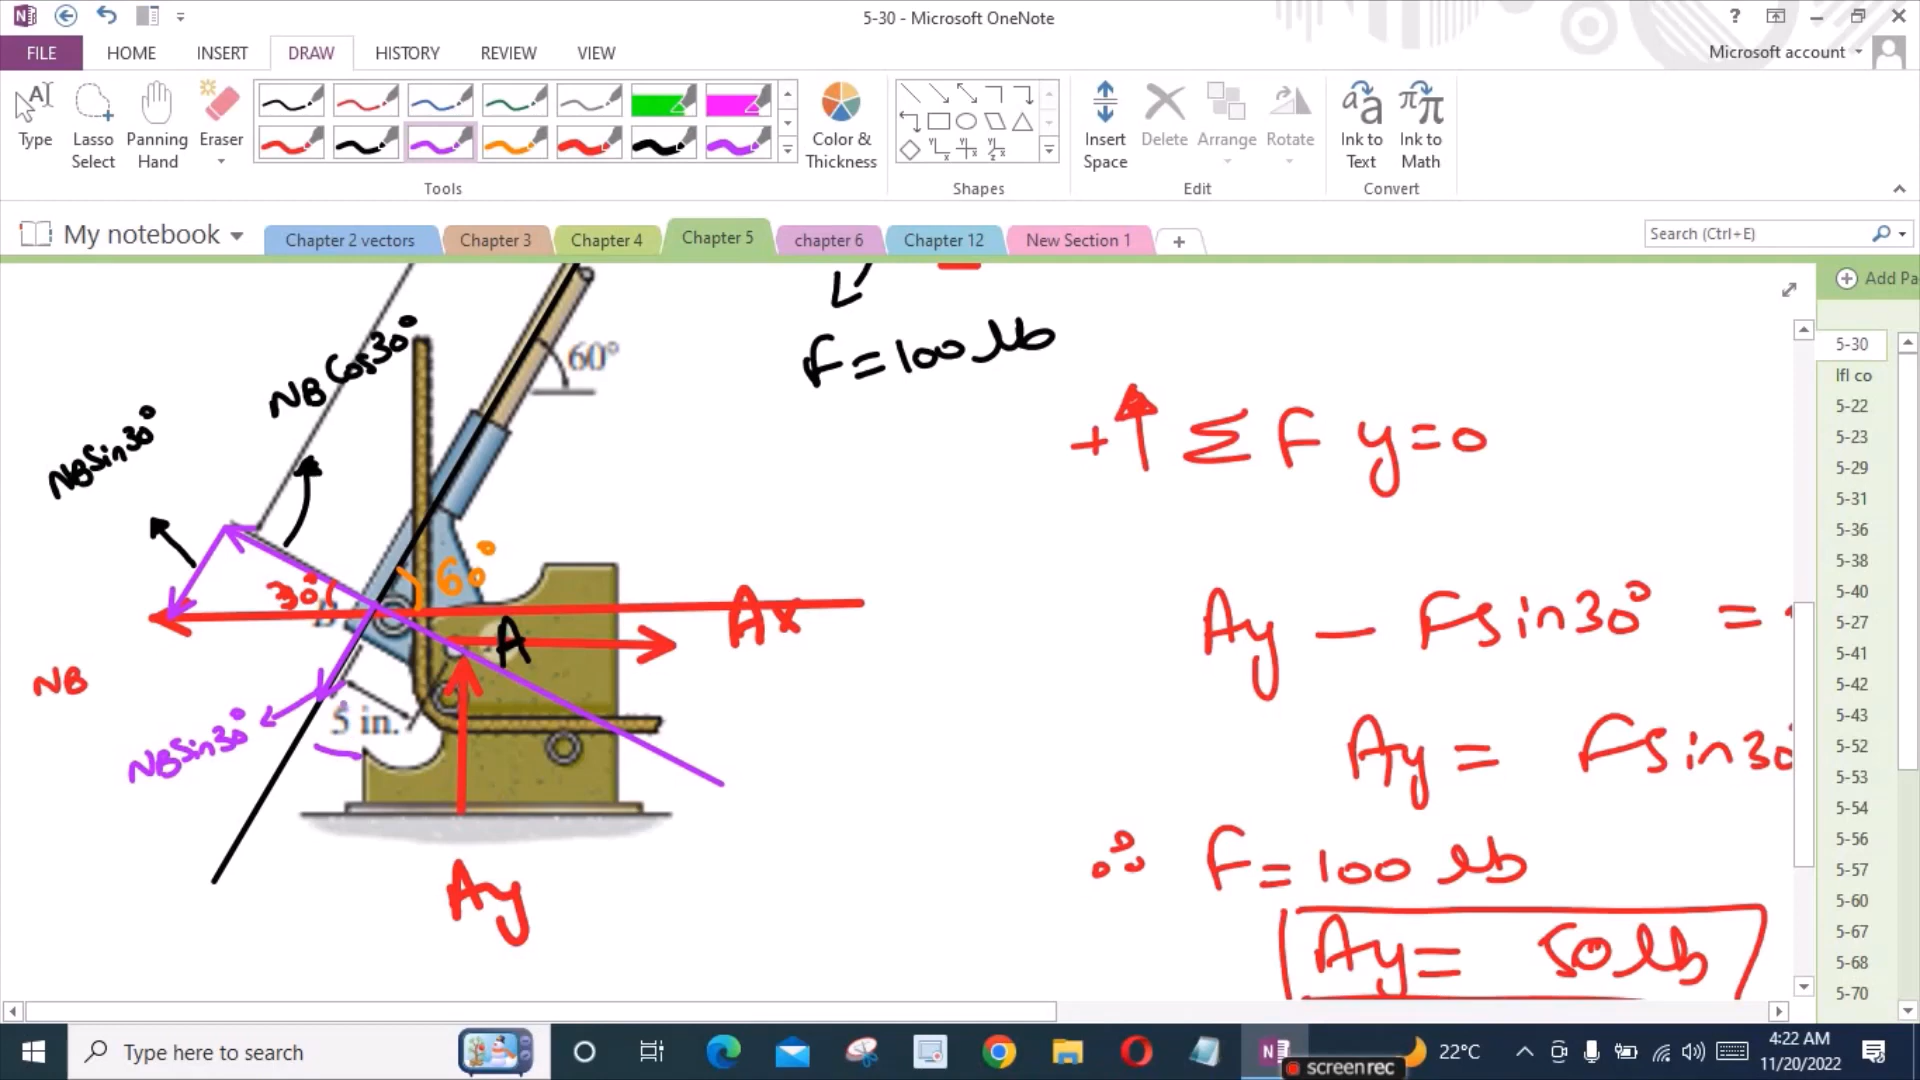 5-30 - Microsoft OneNote
FILE HOME INSERT DRAW HISTORY REVIEW VIEW
Microsoft account
Type
Lasso Select
Panning Hand
Eraser
Color & Thickness
Insert Space
Delete
Arrange
Rotate
Ink to Text
Ink to Math
Tools
Shapes
Edit
Convert
My notebook
Chapter 2 vectors
Chapter 3
Chapter 4
Chapter 5
chapter 6
Chapter 12
New Section 1
Search (Ctrl+E)
Add Pa
5-30
lfl co
5-22
5-23
5-29
5-31
5-36
5-38
5-40
5-27
5-41
5-42
5-43
5-52
5-53
5-54
5-56
5-57
5-60
5-67
5-68
5-70
NB Cos30°
60°
F=100 lb
NBSin30°
+↑ Σ F y=0
60°
30°
B
A
Ax
NB
5 in.
NBSin30°
Ay
Ay - Fsin30° =
Ay = Fsin30°
∴ F=100 lb
Ay= 50lb
Type here to search
22°C
4:22 AM
11/20/2022
screenrec